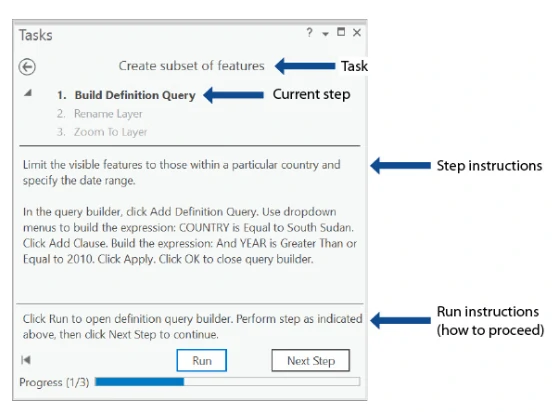 Tasks
?
Create subset of features
Task
1. Build Definition Query
Current step
2. Rename Layer
3. Zoom To Layer
Limit the visible features to those within a particular country and
specify the date range.
Step instructions
In the query builder, click Add Definition Query. Use dropdown
menus to build the expression: COUNTRY is Equal to South Sudan.
Click Add Clause. Build the expression: And YEAR is Greater Than or
Equal to 2010. Click Apply. Click OK to close query builder.
Click Run to open definition query builder. Perform step as indicated
above, then click Next Step to continue.
Run instructions
(how to proceed)
Run
Next Step
Progress (1/3)